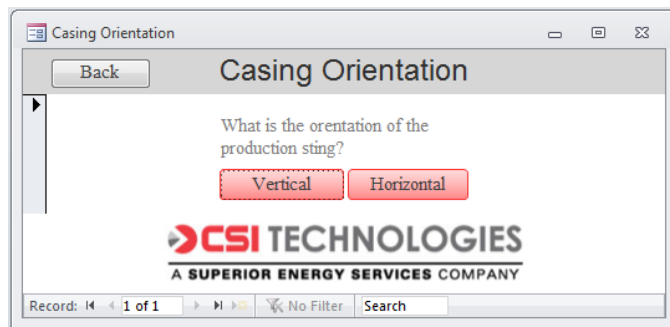 Casing Orientation
Back
Casing Orientation
What is the orentation of the
production sting?
Vertical Horizontal
CSI TECHNOLOGIES
A SUPERIOR ENERGY SERVICES COMPANY
Record: 1 of 1 No Filter Search